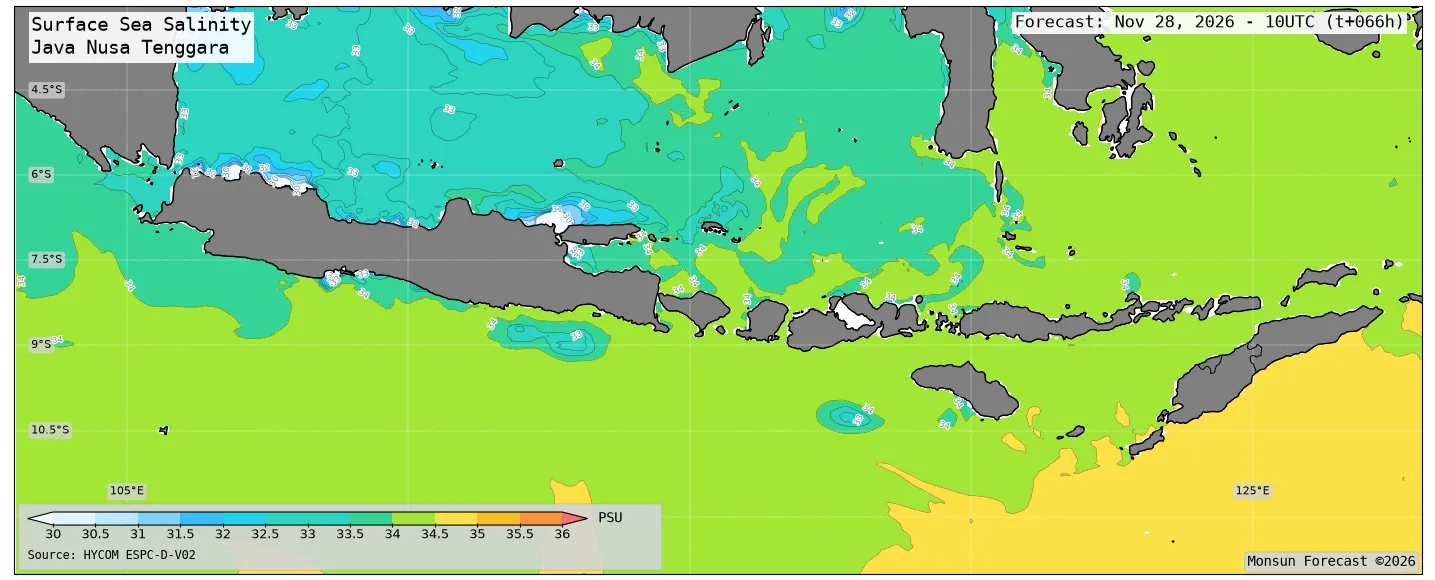 Surface Sea Salinity
Java Nusa Tenggara
Forecast: Nov 28, 2026 - 10UTC (t+066h)
4.5°S
6°S
7.5°S
9°S
10.5°S
105°E
125°E
30 30.5 31 31.5 32 32.5 33 33.5 34 34.5 35 35.5 36
PSU
Source: HYCOM ESPC-D-V02
Monsun Forecast ©2026